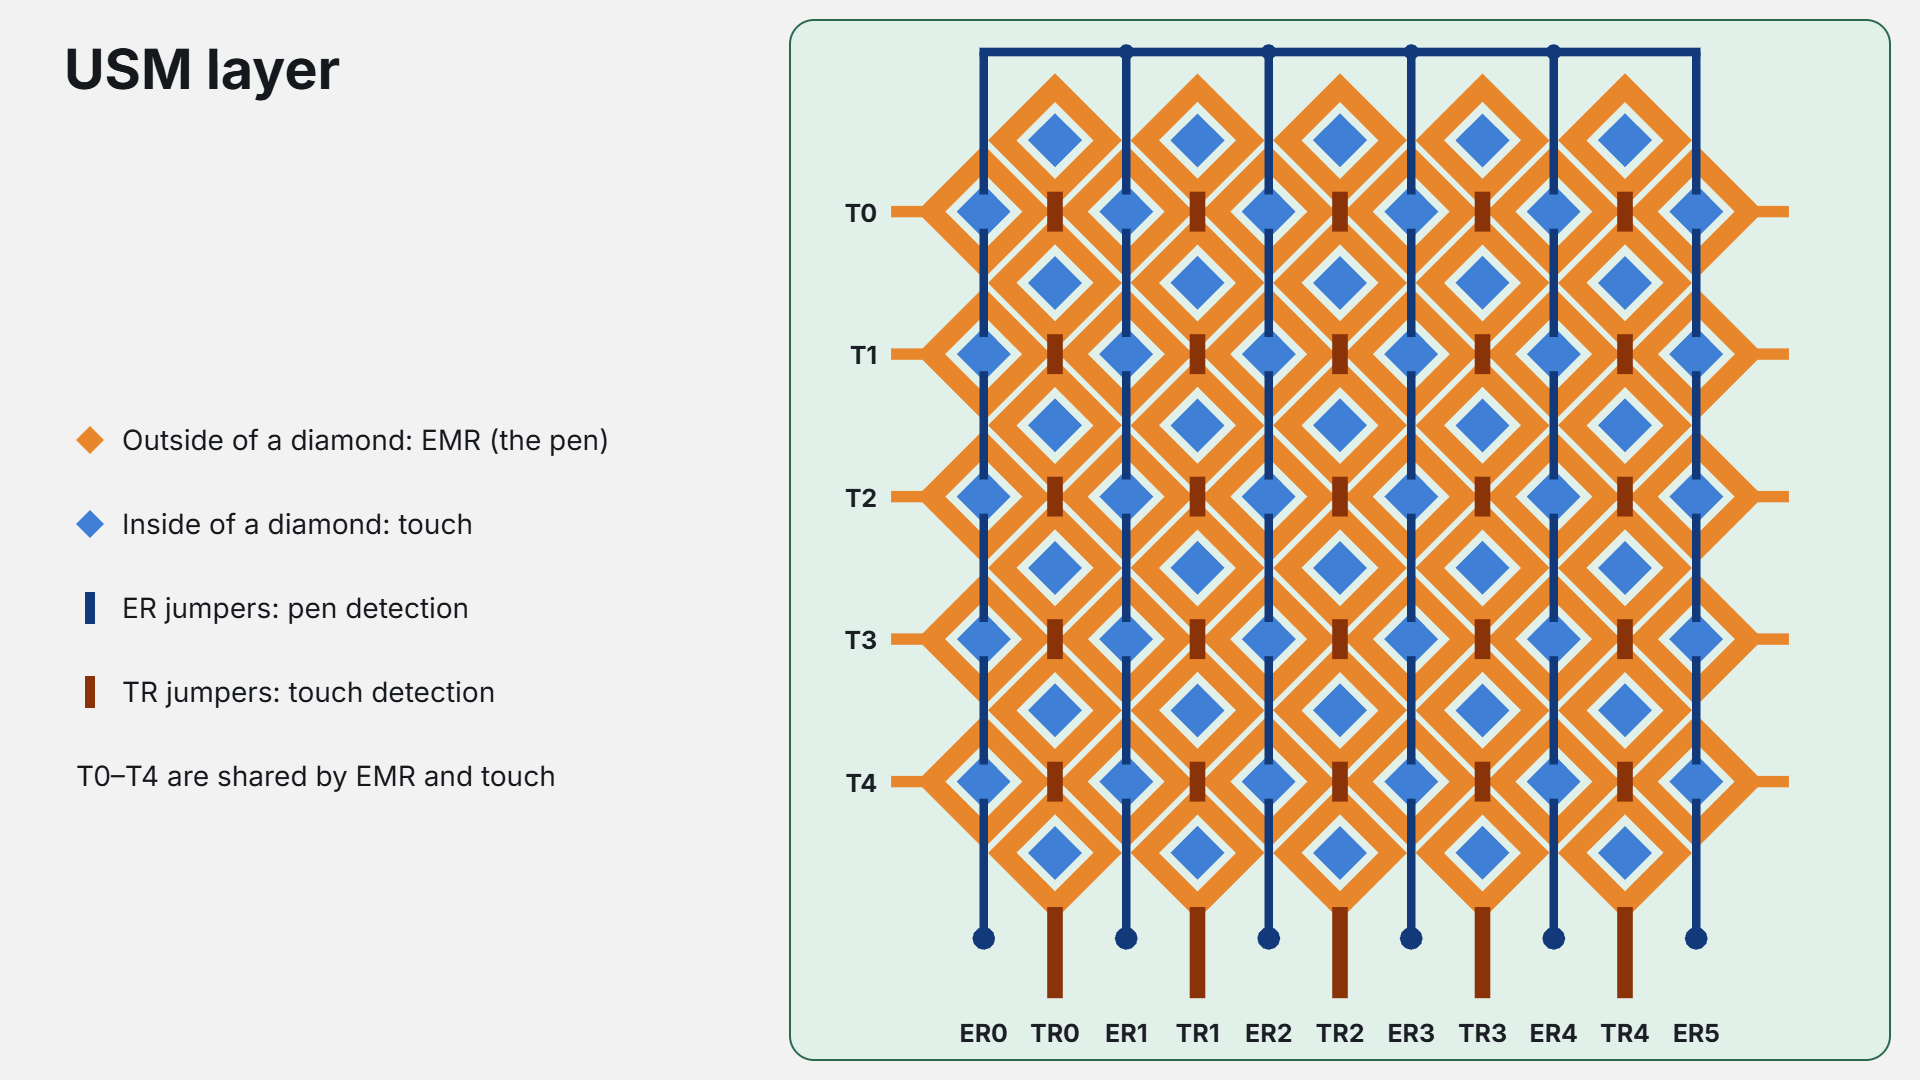 USM layer
Outside of a diamond: EMR (the pen)
Inside of a diamond: touch
ER jumpers: pen detection
TR jumpers: touch detection
T0–T4 are shared by EMR and touch
T0
T1
T2
T3
T4
ER0 TR0 ER1 TR1 ER2 TR2 ER3 TR3 ER4 TR4 ER5